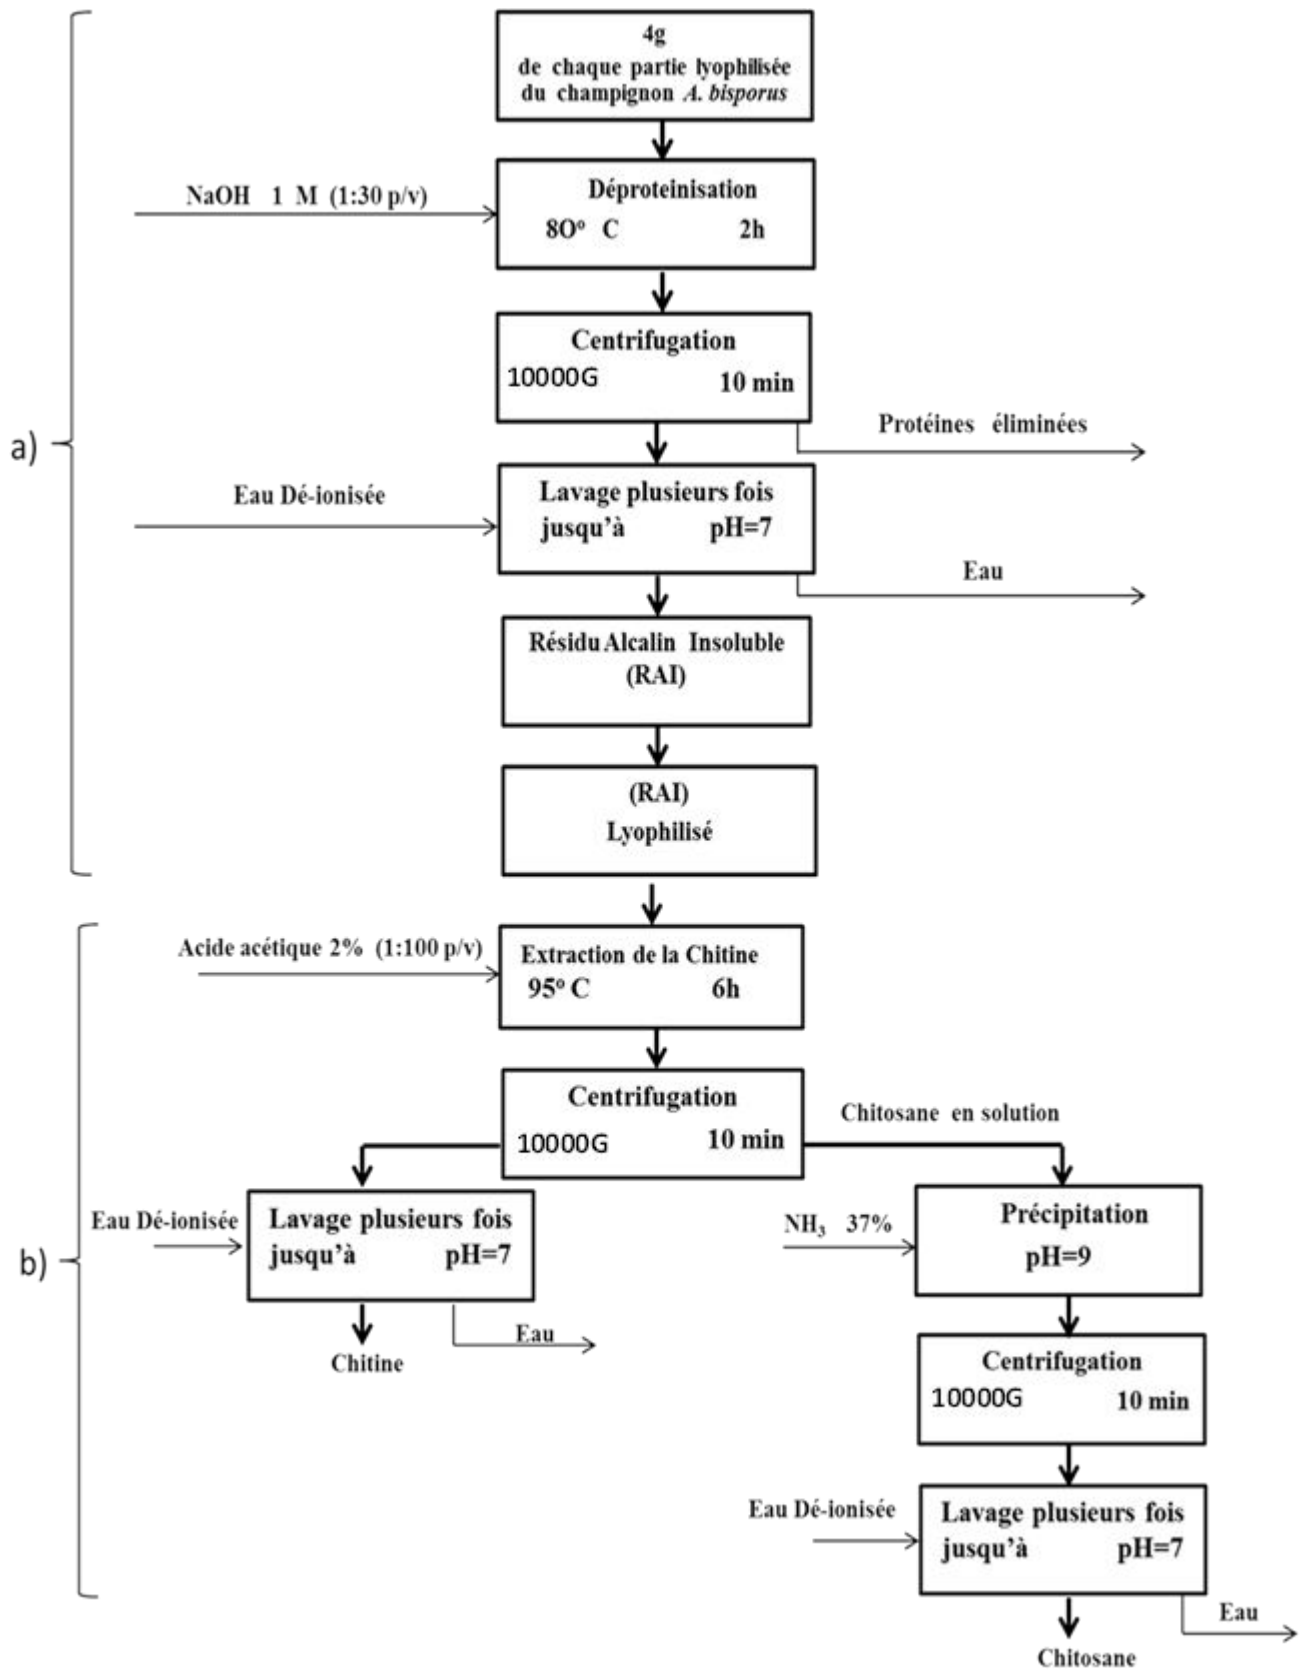 4g
de chaque partie lyophilisée
du champignon A. bisporus
NaOH 1 M (1:30 p/v)
Déproteinisation
8Oº C 2h
Centrifugation
10000G 10 min
Protéines éliminées
a)
Eau Dé-ionisée
Lavage plusieurs fois
jusqu'à pH=7
Eau
Résidu Alcalin Insoluble
(RAI)
(RAI)
Lyophilisé
Acide acétique 2% (1:100 p/v)
Extraction de la Chitine
95º C 6h
Centrifugation
10000G 10 min
Chitosane en solution
Eau Dé-ionisée
Lavage plusieurs fois
jusqu'à pH=7
NH₃ 37%
Précipitation
pH=9
b)
Eau
Chitine
Centrifugation
10000G 10 min
Eau Dé-ionisée
Lavage plusieurs fois
jusqu'à pH=7
Eau
Chitosane